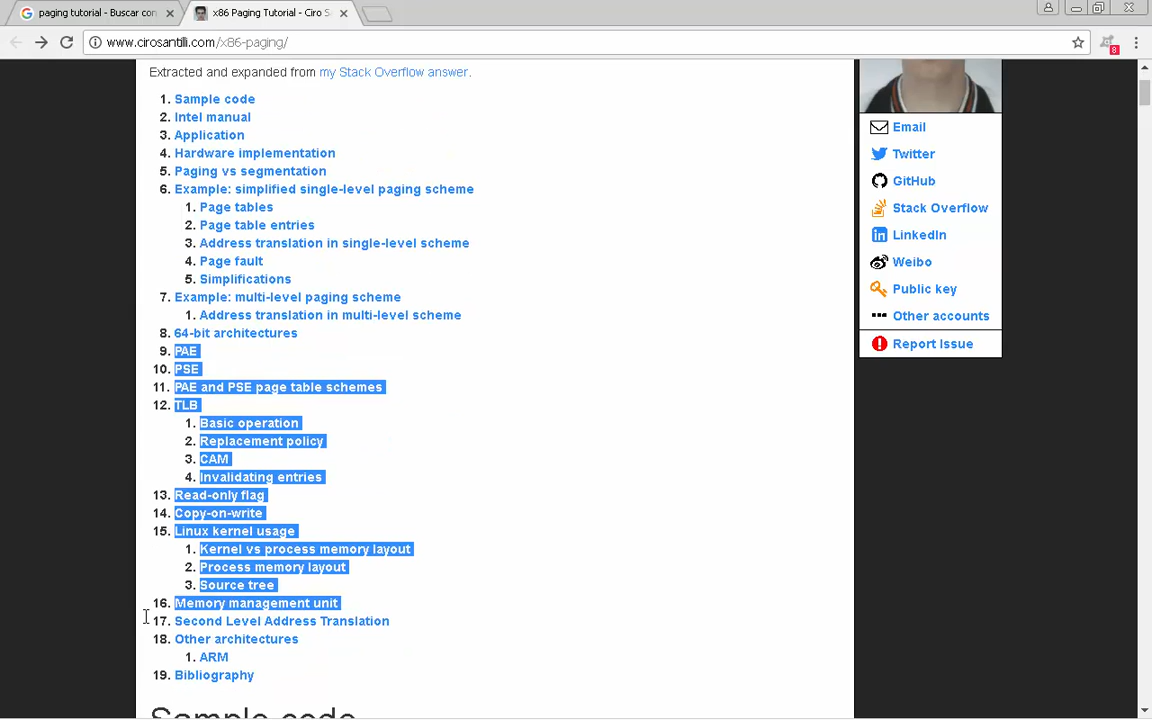 paging tutorial - Buscar con
x86 Paging Tutorial - Ciro S
www.cirosantilli.com/x86-paging/
8
Extracted and expanded from my Stack Overflow answer.
1. Sample code
2. Intel manual
3. Application
4. Hardware implementation
5. Paging vs segmentation
6. Example: simplified single-level paging scheme
1. Page tables
2. Page table entries
3. Address translation in single-level scheme
4. Page fault
5. Simplifications
7. Example: multi-level paging scheme
1. Address translation in multi-level scheme
8. 64-bit architectures
9. PAE
10. PSE
11. PAE and PSE page table schemes
12. TLB
1. Basic operation
2. Replacement policy
3. CAM
4. Invalidating entries
13. Read-only flag
14. Copy-on-write
15. Linux kernel usage
1. Kernel vs process memory layout
2. Process memory layout
3. Source tree
16. Memory management unit
17. Second Level Address Translation
18. Other architectures
1. ARM
19. Bibliography
Sample code
Email
Twitter
GitHub
Stack Overflow
LinkedIn
Weibo
Public key
Other accounts
Report Issue